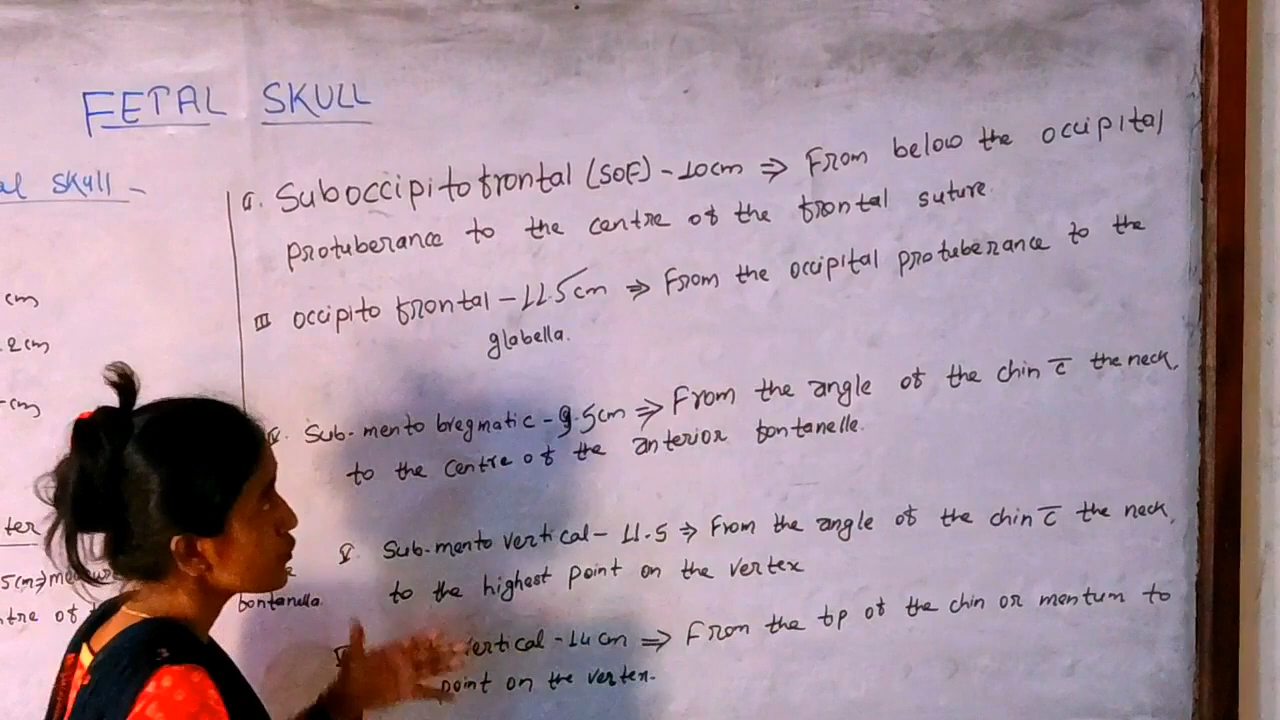 FETAL SKULL
al skull -
cm
.2cm
cm
ter
5cm⇒
tre of
fontanella.
Suboccipitofrontal (SOF) - 10cm ⇒ From below the occipital
protuberance to the centre of the frontal suture.
III occipito frontal - 11.5cm ⇒ From the occipital protuberance to the
glabella.
Sub-mento bregmatic - 9.5cm ⇒ From the angle of the chin c̅ the neck,
to the centre of the anterior fontanelle.
V. Sub-mento vertical - 11.5 ⇒ From the angle of the chin c̅ the neck,
to the highest point on the vertex
vertical - 14cm ⇒ From the tip of the chin or mentum to
point on the vertex.